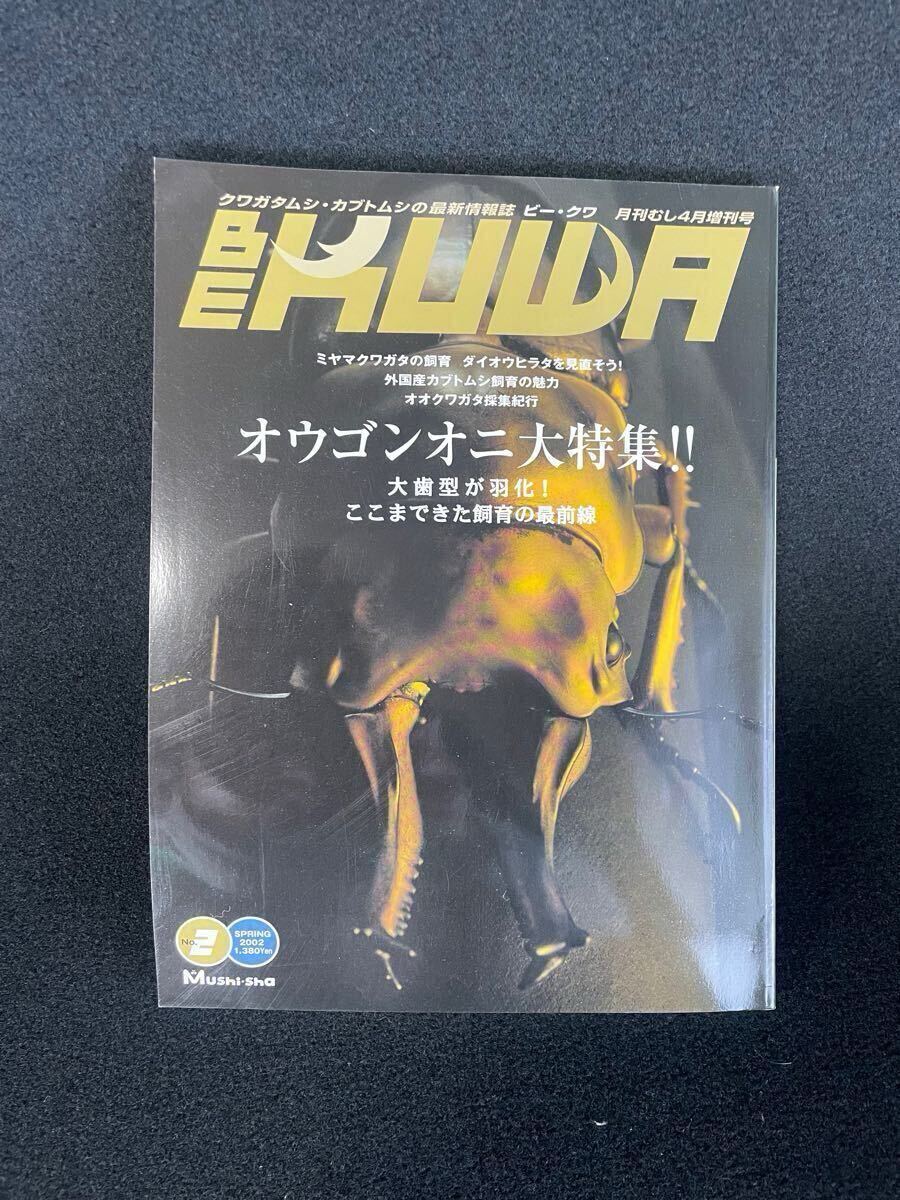 クワガタムシ・カブトムシの最新情報誌 ビー・クワ 月刊むし4月増刊号
BE KUWA
ミヤマクワガタの飼育 ダイオウヒラタを見直そう!
外国産カブトムシ飼育の魅力
オオクワガタ採集紀行
オウゴンオニ大特集!!
大歯型が羽化!
ここまできた飼育の最前線
No.2
SPRING
2002
1.380Yen
Mushi-sha